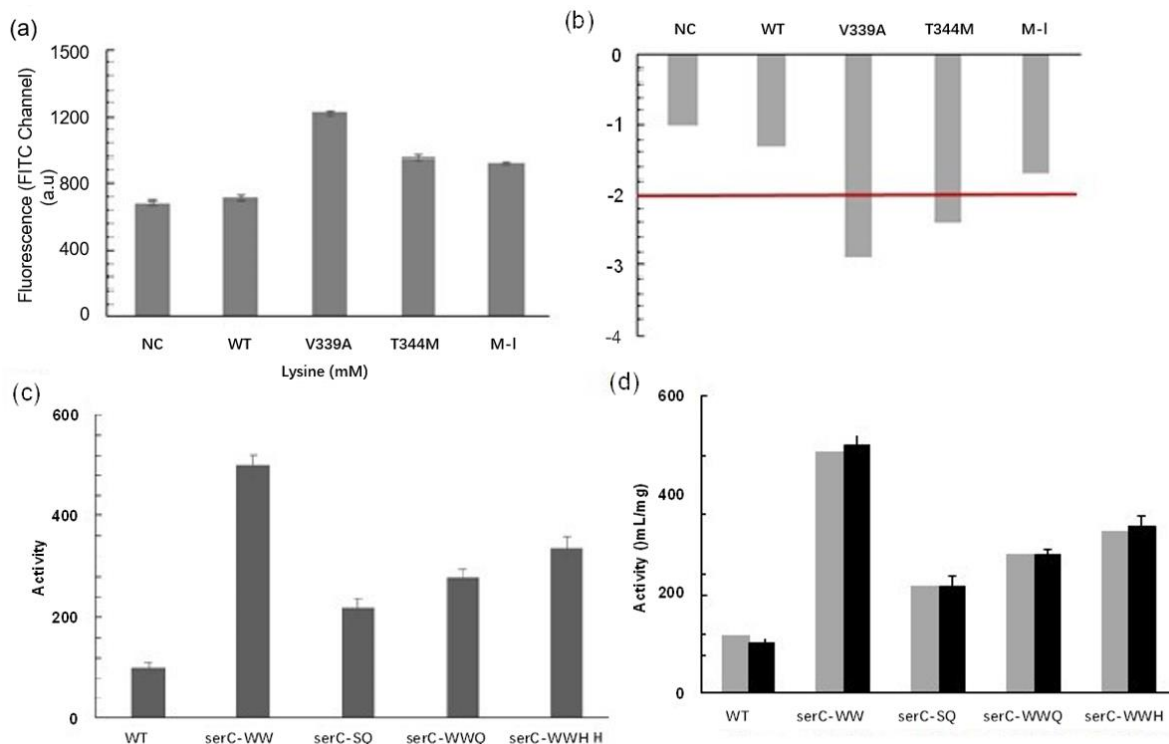 (a)
1500
1200
800
400
0
Fluorescence (FITC Channel)
(a.u)
NC WT V339A T344M M-l
Lysine (mM)
(b)
NC WT V339A T344M M-l
0
-1
-2
-3
-4
(c)
600
400
200
0
Activity
WT serC-WW serC-SQ serC-WWQ serC-WWH H
(d)
600
400
200
0
Activity ()mL/mg)
WT serC-WW serC-SQ serC-WWQ serC-WWH